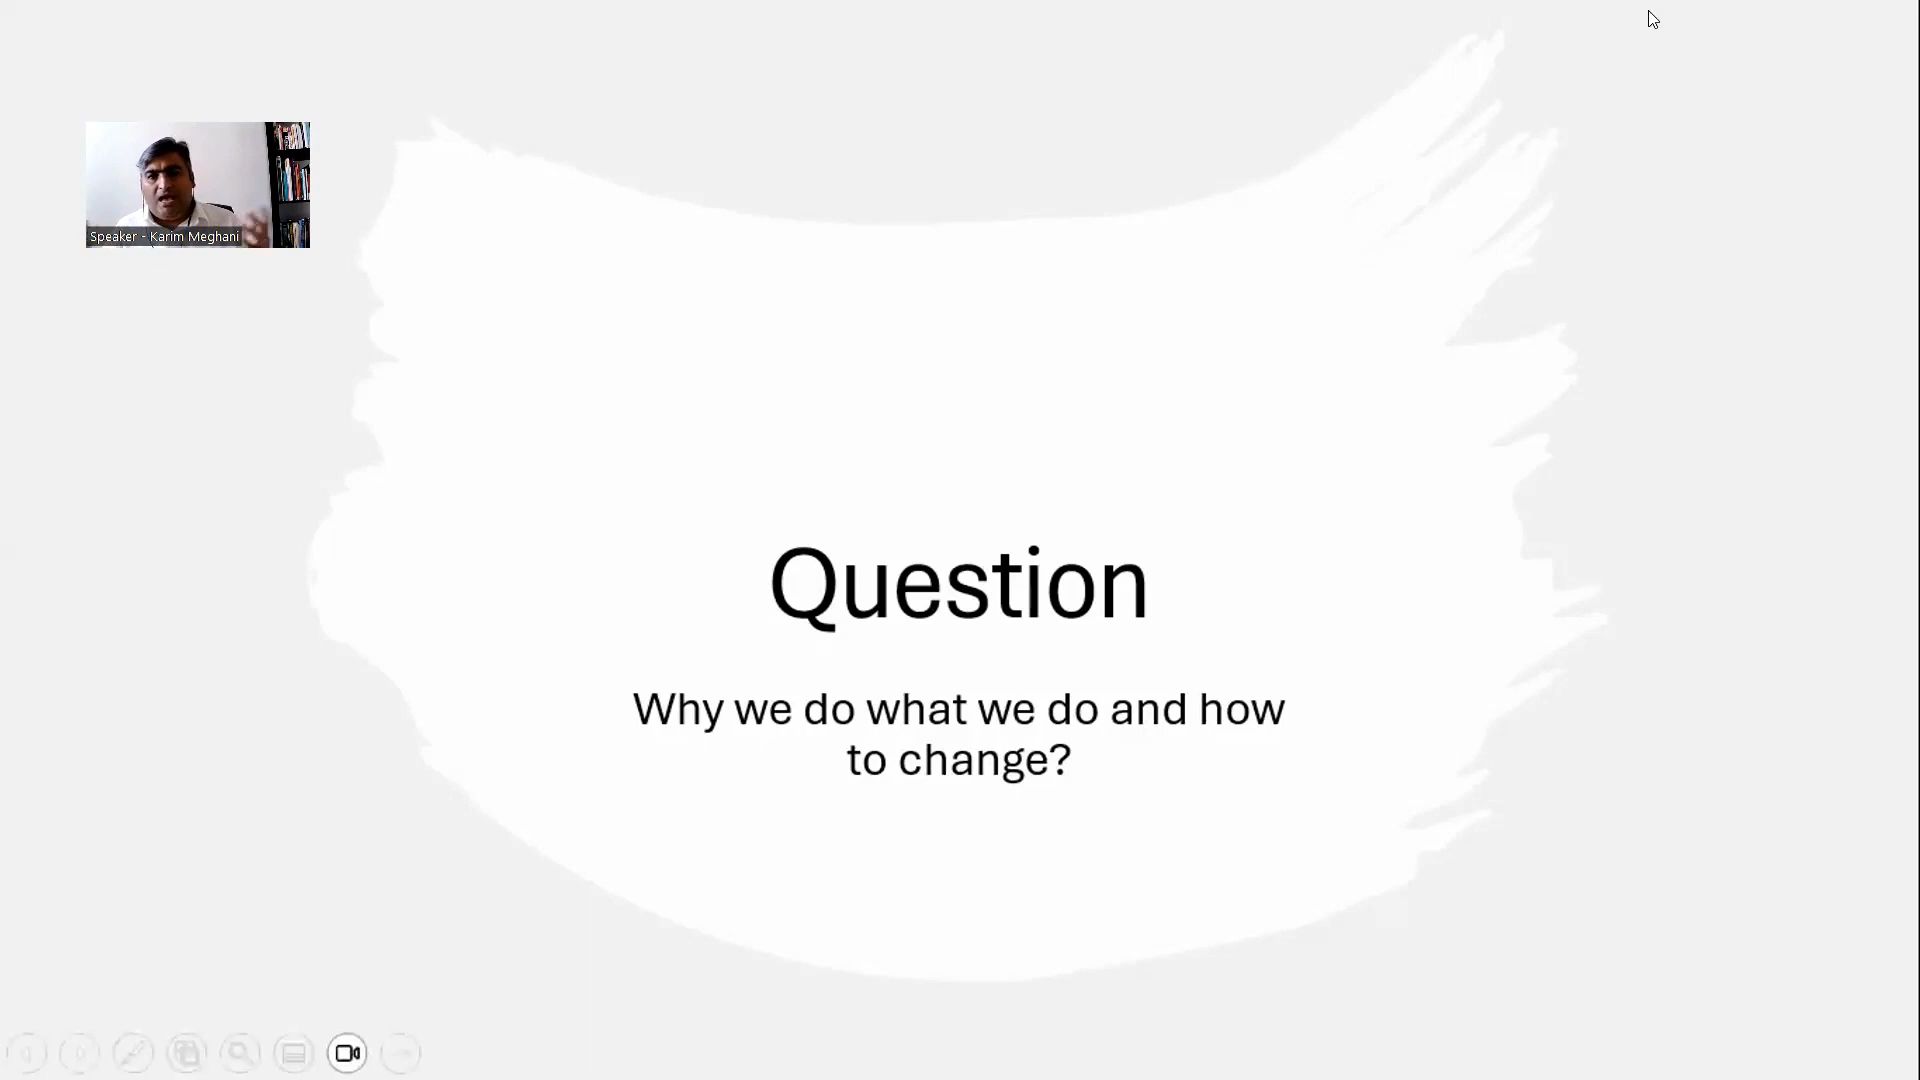 Speaker - Karim Meghani
Question
Why we do what we do and how
to change?